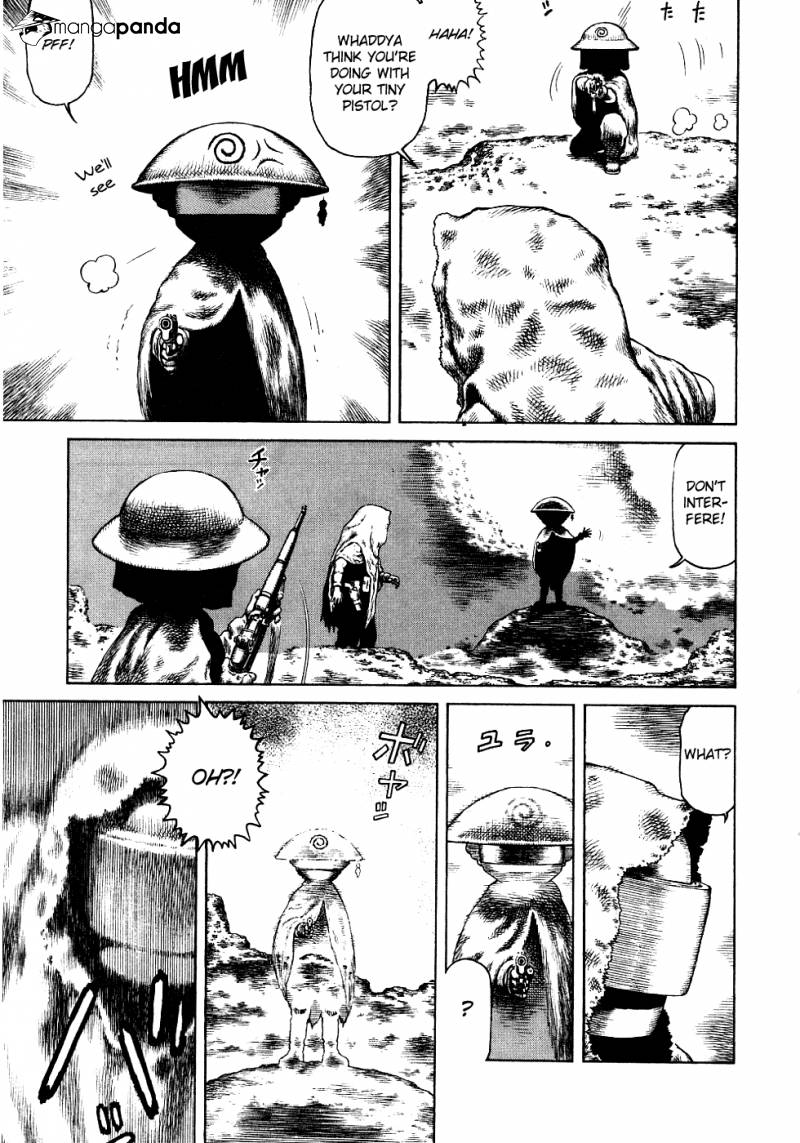 mangapanda
た
た
HAHA!
WHADDYA
THINK YOU'RE
DOING WITH
YOUR TINY
PISTOL?
HMM
PFF!
We'll
see
DON'T
INTER-
FERE!
チャッ
WHAT?
ユラ.
?
ボヤッ
OH?!